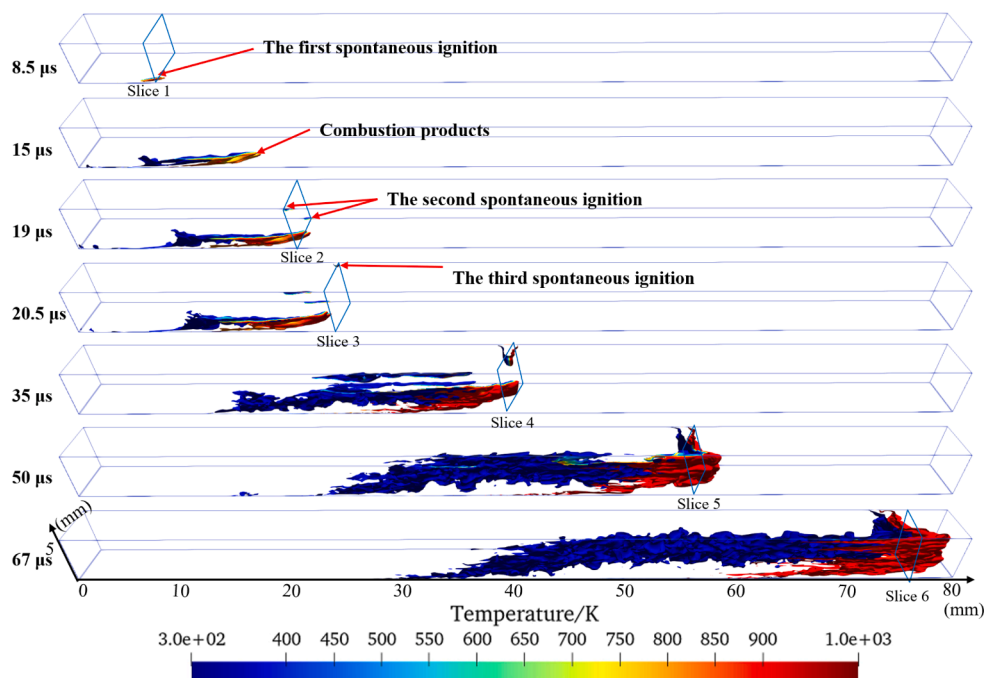 The first spontaneous ignition
8.5 μs
Slice 1
Combustion products
15 μs
The second spontaneous ignition
19 μs
Slice 2
The third spontaneous ignition
20.5 μs
Slice 3
35 μs
Slice 4
50 μs
Slice 5
(mm)
5
67 μs
0 10 20 30 40 50 60 70 80
Slice 6
(mm)
Temperature/K
3.0e+02 400 450 500 550 600 650 700 750 800 850 900 1.0e+03